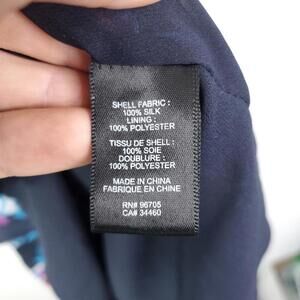 SHELL FABRIC :
100% SILK
LINING :
100% POLYESTER
TISSU DE SHELL :
100% SOIE
DOUBLURE :
100% POLYESTER
MADE IN CHINA
FABRIQUE EN CHINE
RN# 96705
CA# 34460